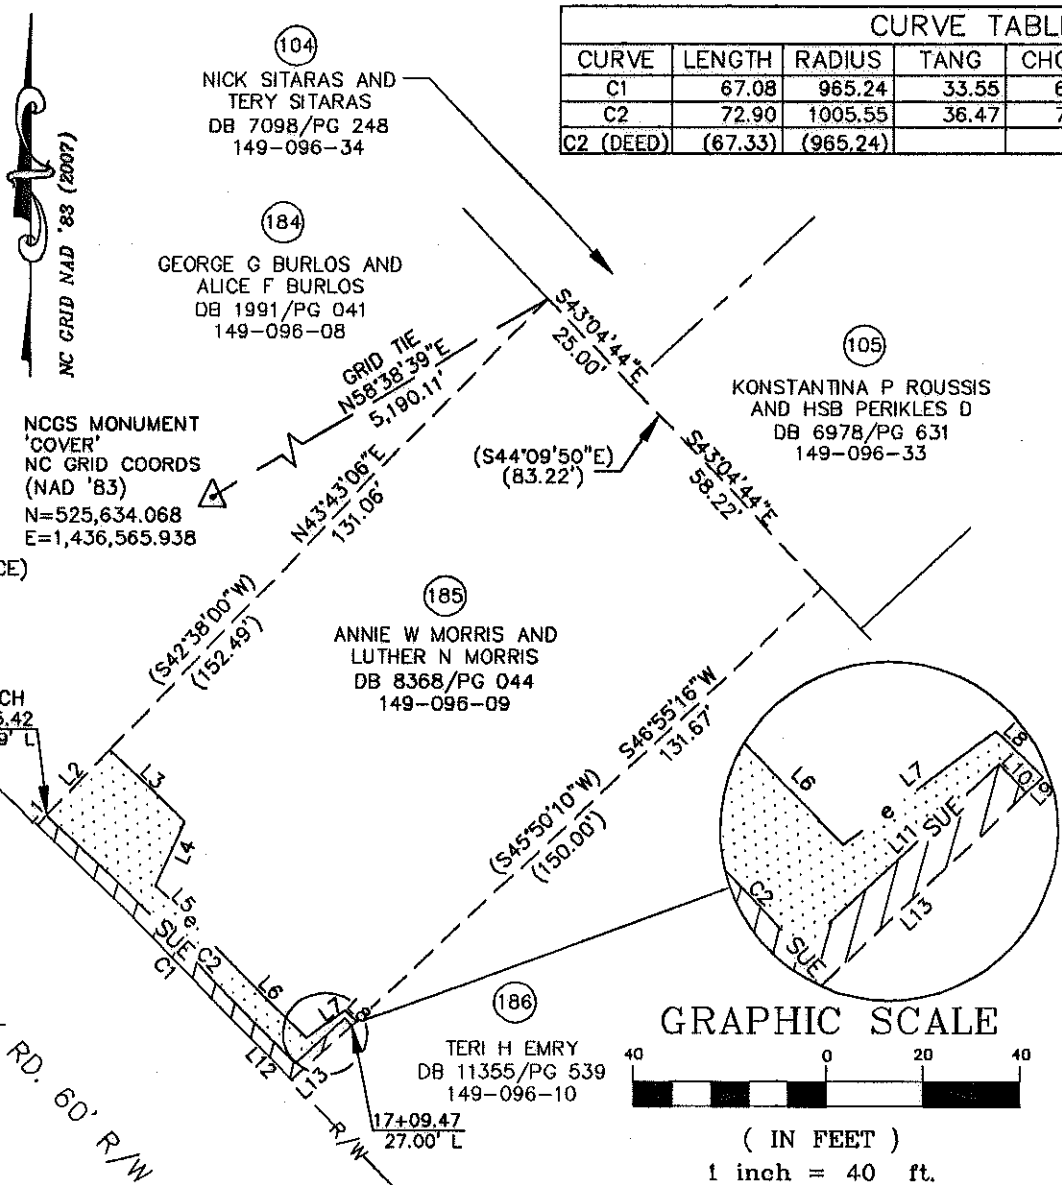 CURVE TABL
CURVE LENGTH RADIUS TANG CHO
C1 67.08 965.24 33.55 6
C2 72.90 1005.55 36.47 7
C2 (DEED) (67.33) (965.24)
NC GRID NAD '83 (2007)
104
NICK SITARAS AND
TERY SITARAS
DB 7098/PG 248
149-096-34
184
GEORGE G BURLOS AND
ALICE F BURLOS
DB 1991/PG 041
149-096-08
GRID TIE
N58°38'39"E
5,190.11'
S43°04'44"E
25.00'
105
KONSTANTINA P ROUSSIS
AND HSB PERIKLES D
DB 6978/PG 631
149-096-33
NCGS MONUMENT
'COVER'
NC GRID COORDS
(NAD '83)
N=525,634.068
E=1,436,565.938
CE)
N43°43'06"E
131.06'
(S44°09'50"E)
(83.22')
S43°04'44"E
58.22'
(S42°38'00"W)
(152.49')
185
ANNIE W MORRIS AND
LUTHER N MORRIS
DB 8368/PG 044
149-096-09
S46°55'16"W
131.67'
(S45°50'10"W)
(150.00')
CH
6.42
9' L
L1
L2
L3
L4
L5
e
SUE
C2
C1
L6
L7
L8
L12
L13
L6
L7
L8
e
L10
L9
L11
SUE
C2
L13
SUE
186
TERI H EMRY
DB 11355/PG 539
149-096-10
17+09.47
27.00' L
R/W
RD. 60' R/W
GRAPHIC SCALE
40 0 20 40
( IN FEET )
1 inch = 40 ft.